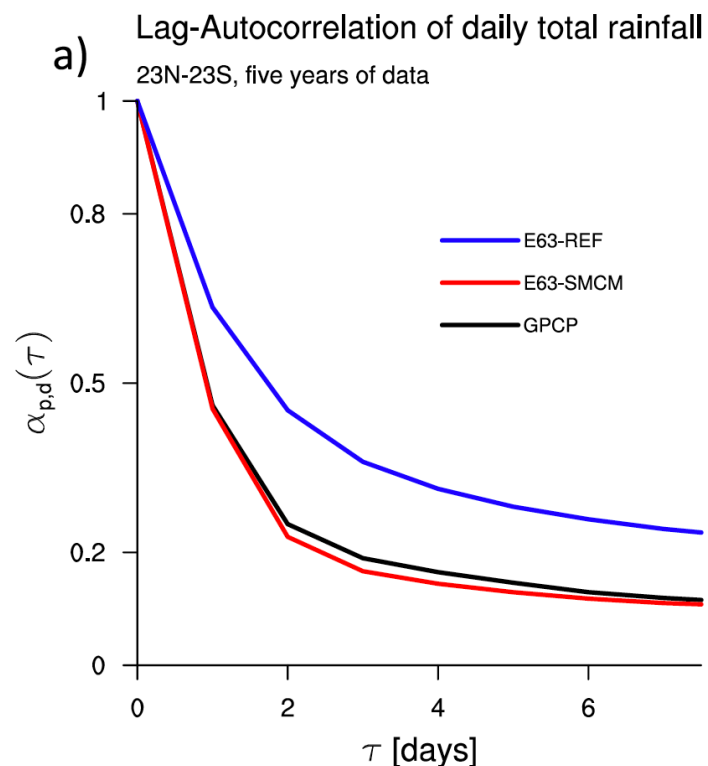 Lag-Autocorrelation of daily total rainfall
a)
23N-23S, five years of data
1
0.8
0.5
0.2
0
α_{p,d}(τ)
E63-REF
E63-SMCM
GPCP
0 2 4 6
τ [days]